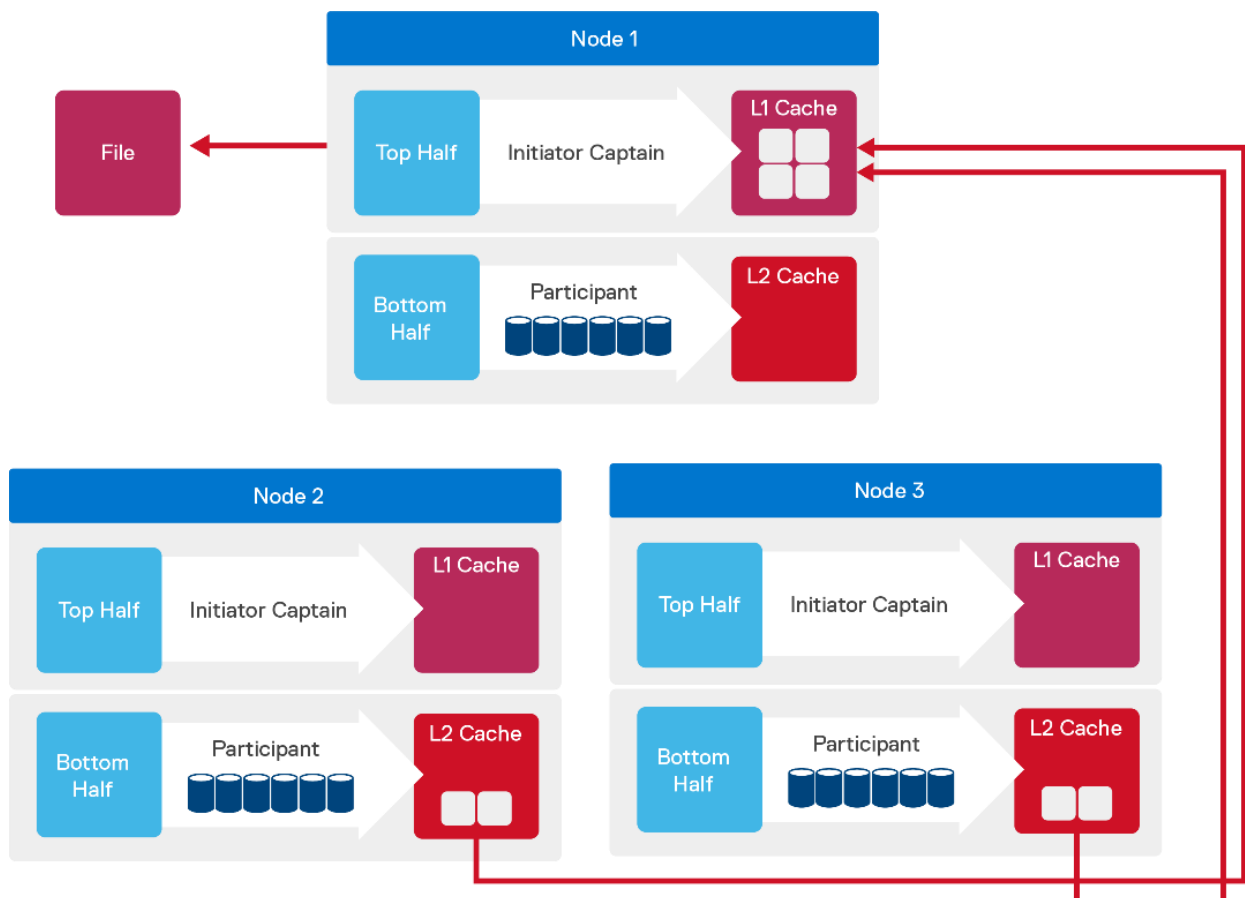 Node 1
File
Top Half
Initiator Captain
L1 Cache
Bottom
Half
Participant
L2 Cache
Node 2
Top Half
Initiator Captain
L1 Cache
Bottom
Half
Participant
L2 Cache
Node 3
Top Half
Initiator Captain
L1 Cache
Bottom
Half
Participant
L2 Cache